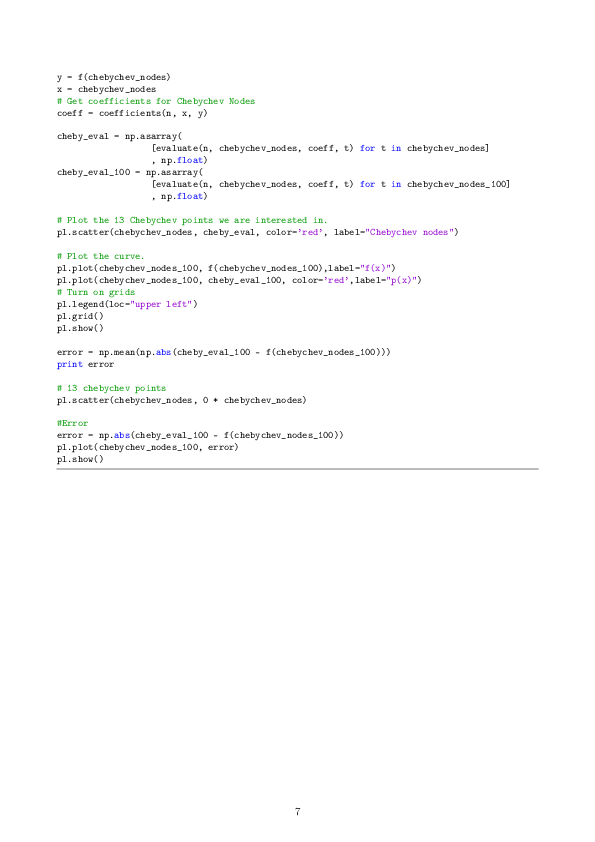 y = f(chebychev_nodes)
x = chebychev_nodes
# Get coefficients for Chebychev Nodes
coeff = coefficients(n, x, y)
cheby_eval = np.asarray(
[evaluate(n, chebychev_nodes, coeff, t) for t in chebychev_nodes]
, np.float)
cheby_eval_100 = np.asarray(
[evaluate(n, chebychev_nodes, coeff, t) for t in chebychev_nodes_100]
, np.float)
# Plot the 13 Chebychev points we are interested in.
pl.scatter(chebychev_nodes, cheby_eval, color='red', label="Chebychev nodes")
# Plot the curve.
pl.plot(chebychev_nodes_100, f(chebychev_nodes_100),label="f(x)")
pl.plot(chebychev_nodes_100, cheby_eval_100, color='red',label="p(x)")
# Turn on grids
pl.legend(loc="upper left")
pl.grid()
pl.show()
error = np.mean(np.abs(cheby_eval_100 - f(chebychev_nodes_100)))
print error
# 13 chebychev points
pl.scatter(chebychev_nodes, 0 * chebychev_nodes)
#Error
error = np.abs(cheby_eval_100 - f(chebychev_nodes_100))
pl.plot(chebychev_nodes_100, error)
pl.show()
7